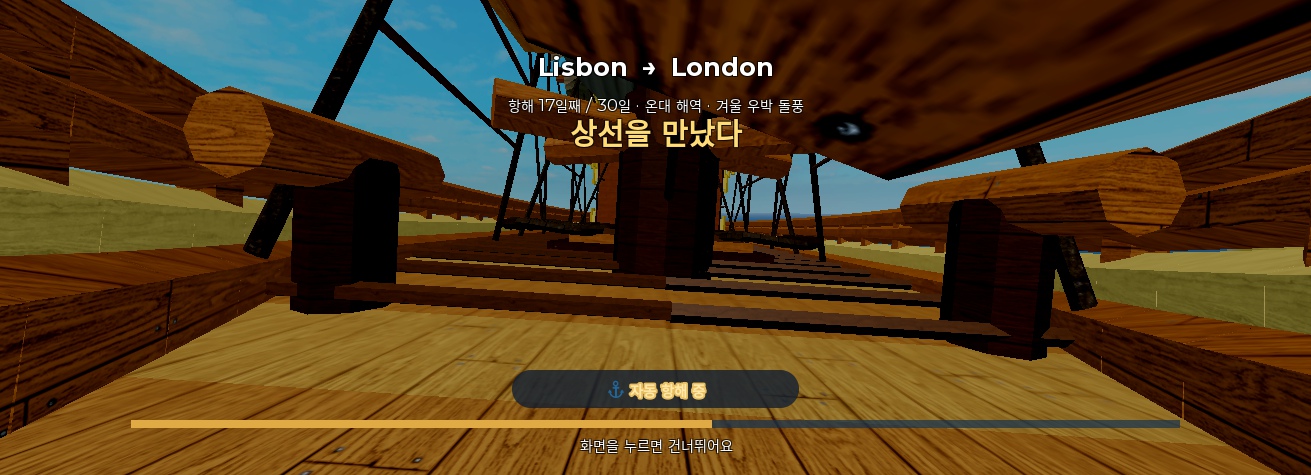 Lisbon → London
항해 17일째 / 30일 · 온대 해역 · 겨울 우박 돌풍
상선을 만났다
자동 항해 중
화면을 누르면 건너뛰어요